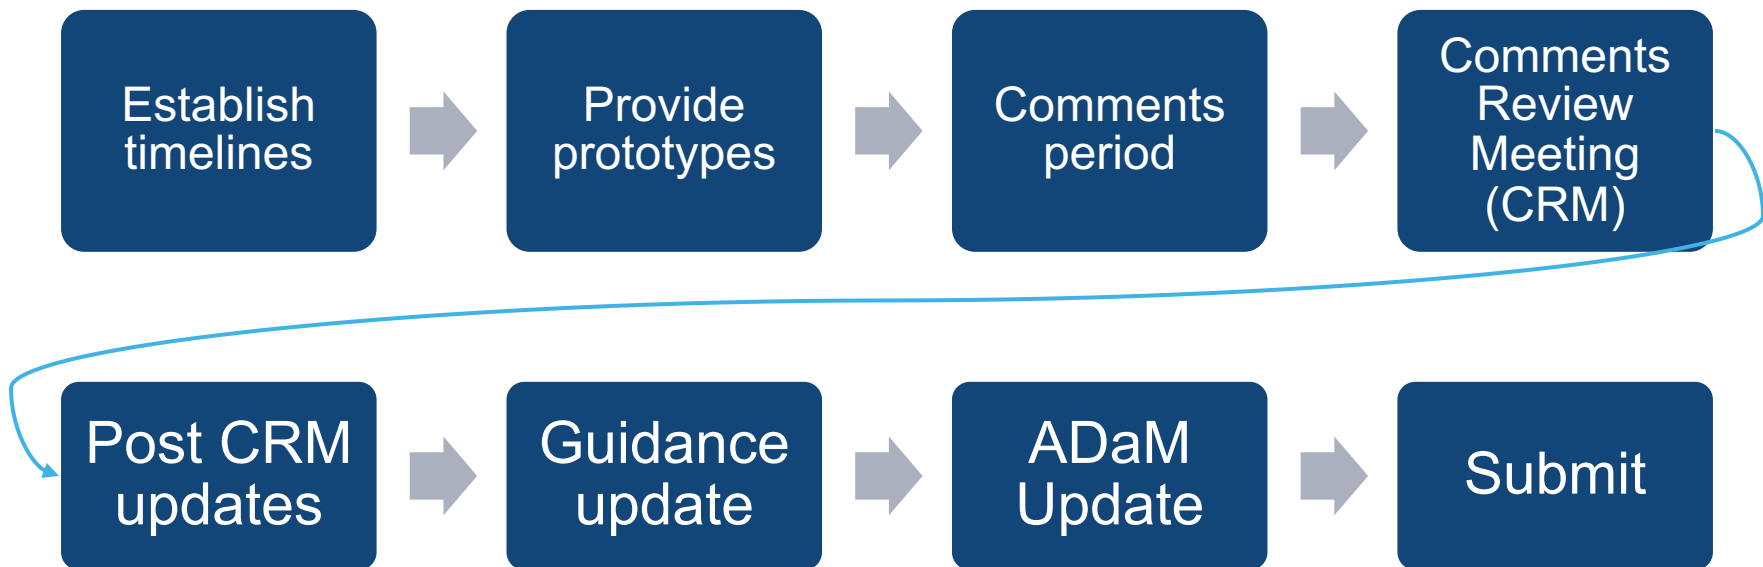 Establish
timelines
Provide
prototypes
Comments
period
Comments
Review
Meeting
(CRM)
Post CRM
updates
Guidance
update
ADaM
Update
Submit